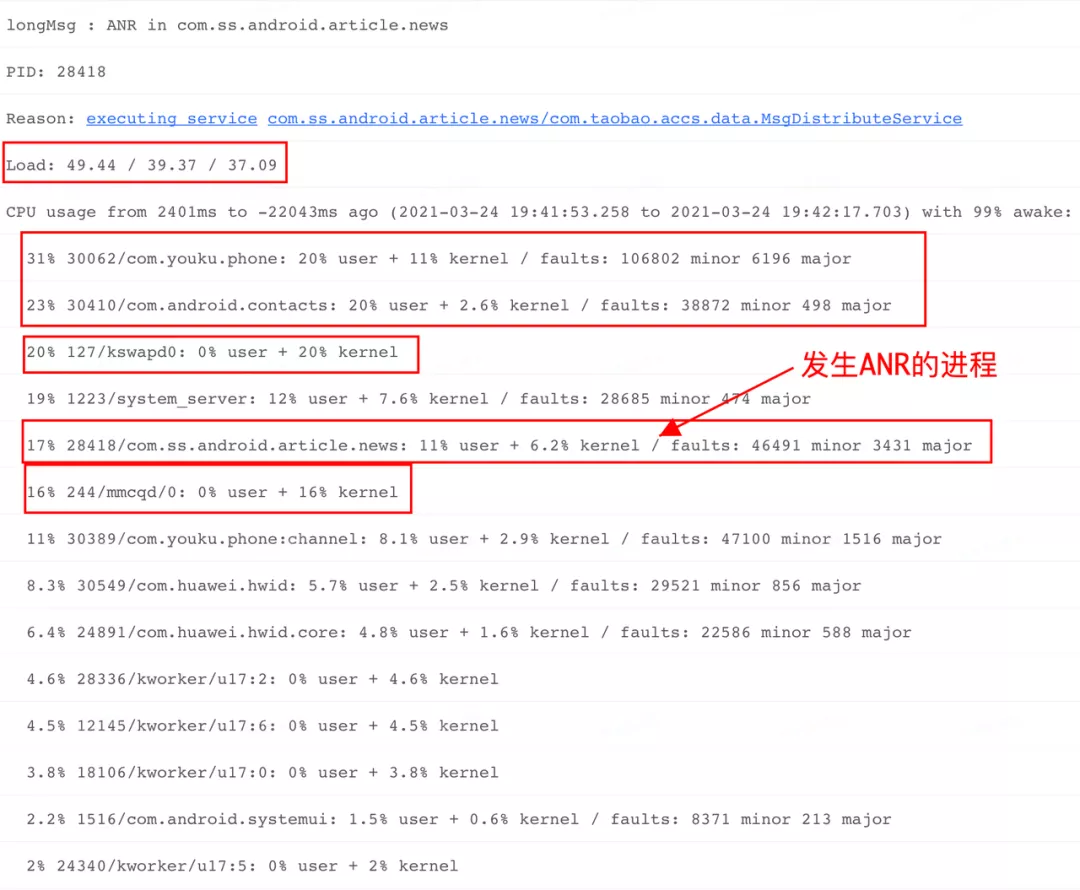 longMsg : ANR in com.ss.android.article.news
PID: 28418
Reason: executing service com.ss.android.article.news/com.taobao.accs.data.MsgDistributeService
Load: 49.44 / 39.37 / 37.09
CPU usage from 2401ms to -22043ms ago (2021-03-24 19:41:53.258 to 2021-03-24 19:42:17.703) with 99% awake:
31% 30062/com.youku.phone: 20% user + 11% kernel / faults: 106802 minor 6196 major
23% 30410/com.android.contacts: 20% user + 2.6% kernel / faults: 38872 minor 498 major
20% 127/kswapd0: 0% user + 20% kernel
发生ANR的进程
19% 1223/system_server: 12% user + 7.6% kernel / faults: 28685 minor 474 major
17% 28418/com.ss.android.article.news: 11% user + 6.2% kernel / faults: 46491 minor 3431 major
16% 244/mmcqd/0: 0% user + 16% kernel
11% 30389/com.youku.phone:channel: 8.1% user + 2.9% kernel / faults: 47100 minor 1516 major
8.3% 30549/com.huawei.hwid: 5.7% user + 2.5% kernel / faults: 29521 minor 856 major
6.4% 24891/com.huawei.hwid.core: 4.8% user + 1.6% kernel / faults: 22586 minor 588 major
4.6% 28336/kworker/u17:2: 0% user + 4.6% kernel
4.5% 12145/kworker/u17:6: 0% user + 4.5% kernel
3.8% 18106/kworker/u17:0: 0% user + 3.8% kernel
2.2% 1516/com.android.systemui: 1.5% user + 0.6% kernel / faults: 8371 minor 213 major
2% 24340/kworker/u17:5: 0% user + 2% kernel